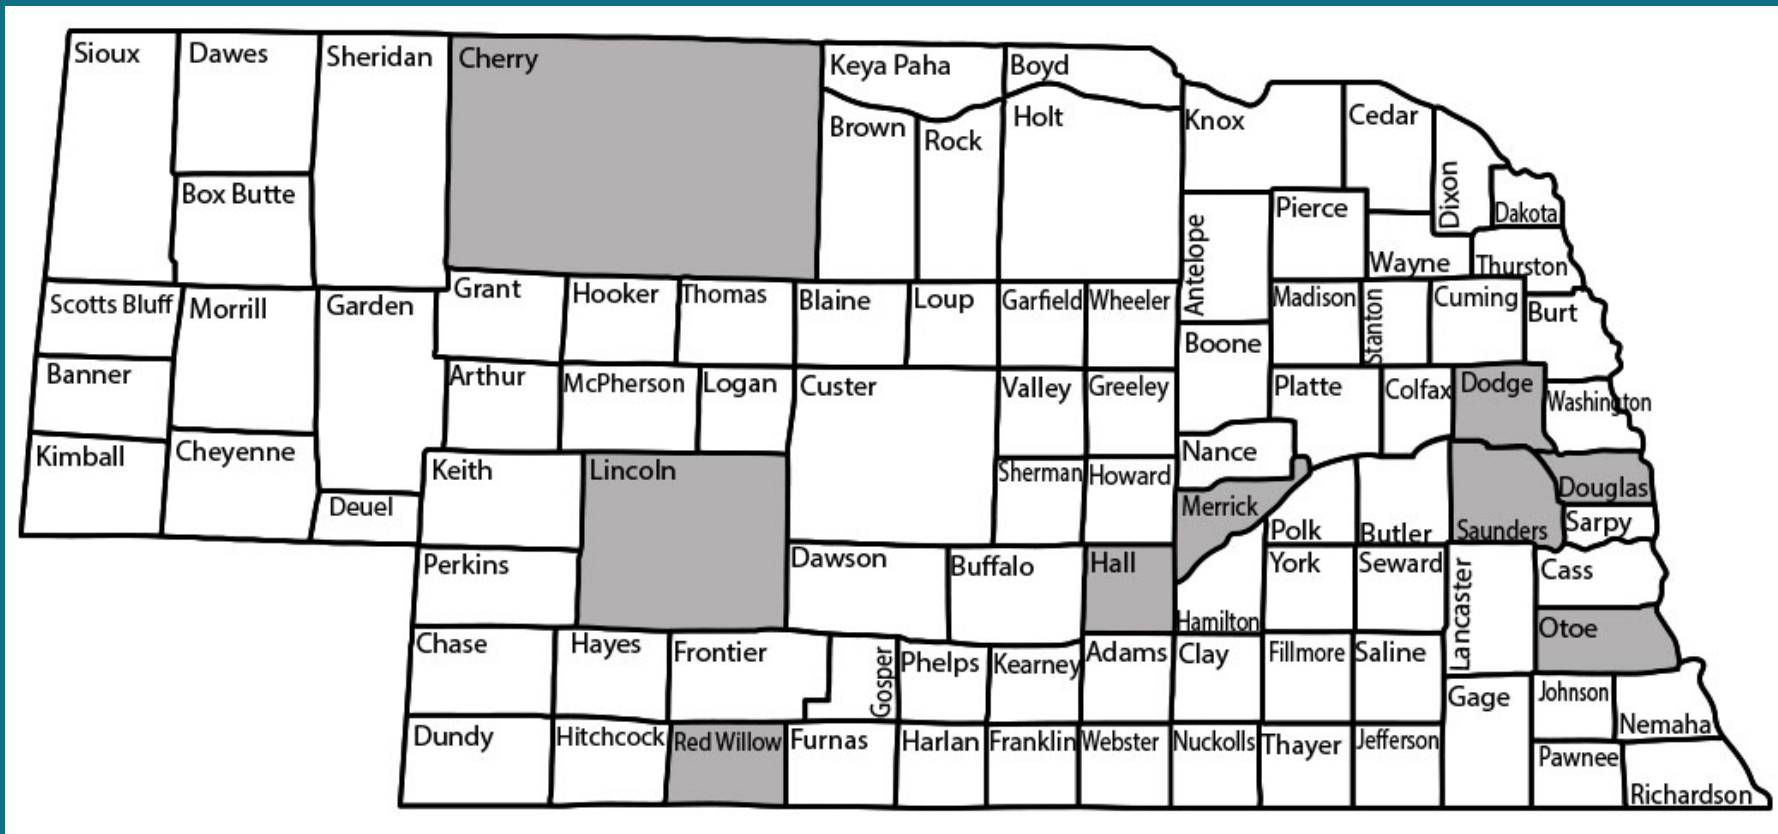 Sioux
Dawes
Sheridan
Cherry
Keya Paha
Boyd
Box Butte
Brown
Rock
Holt
Knox
Cedar
Dixon
Dakota
Antelope
Pierce
Wayne
Thurston
Scotts Bluff
Morrill
Garden
Grant
Hooker
Thomas
Blaine
Loup
Garfield
Wheeler
Boone
Madison
Stanton
Cuming
Burt
Banner
Arthur
McPherson
Logan
Custer
Valley
Greeley
Platte
Colfax
Dodge
Washington
Kimball
Cheyenne
Deuel
Keith
Lincoln
Sherman
Howard
Nance
Merrick
Polk
Butler
Saunders
Douglas
Sarpy
Perkins
Dawson
Buffalo
Hall
Hamilton
York
Seward
Lancaster
Cass
Otoe
Chase
Hayes
Frontier
Gosper
Phelps
Kearney
Adams
Clay
Fillmore
Saline
Gage
Johnson
Nemaha
Dundy
Hitchcock
Red Willow
Furnas
Harlan
Franklin
Webster
Nuckolls
Thayer
Jefferson
Pawnee
Richardson